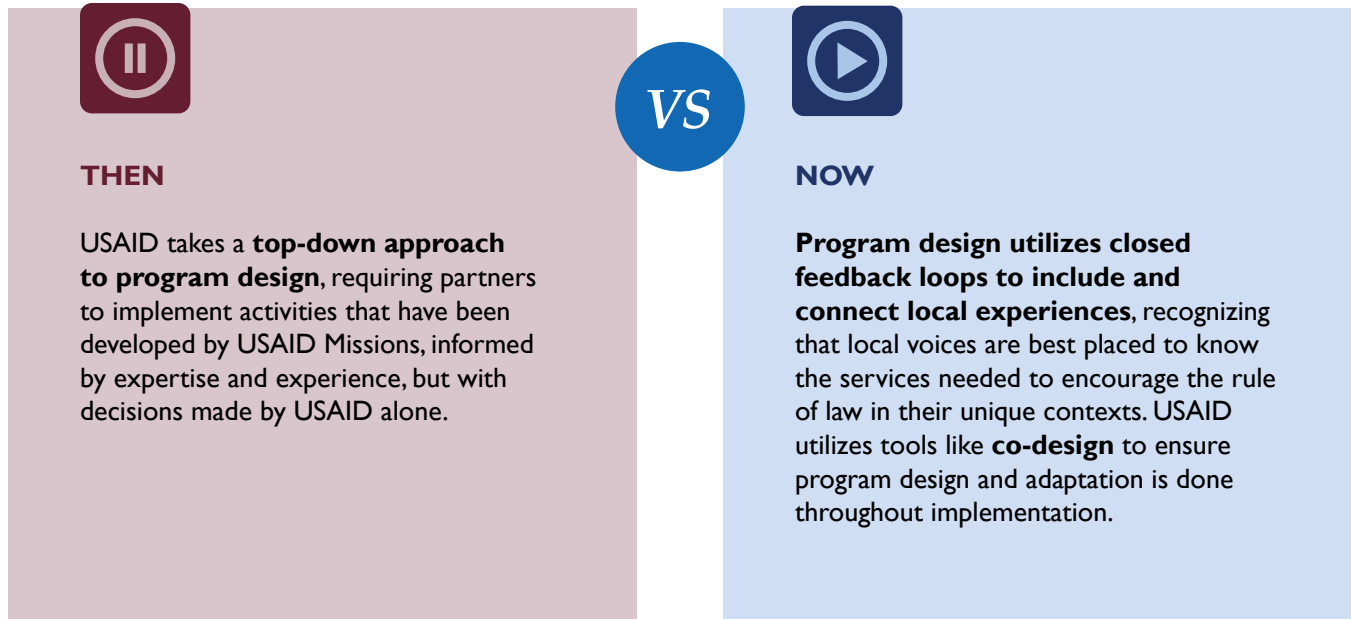 VS
THEN
USAID takes a top-down approach
to program design, requiring partners
to implement activities that have been
developed by USAID Missions, informed
by expertise and experience, but with
decisions made by USAID alone.
NOW
Program design utilizes closed
feedback loops to include and
connect local experiences, recognizing
that local voices are best placed to know
the services needed to encourage the rule
of law in their unique contexts. USAID
utilizes tools like co-design to ensure
program design and adaptation is done
throughout implementation.